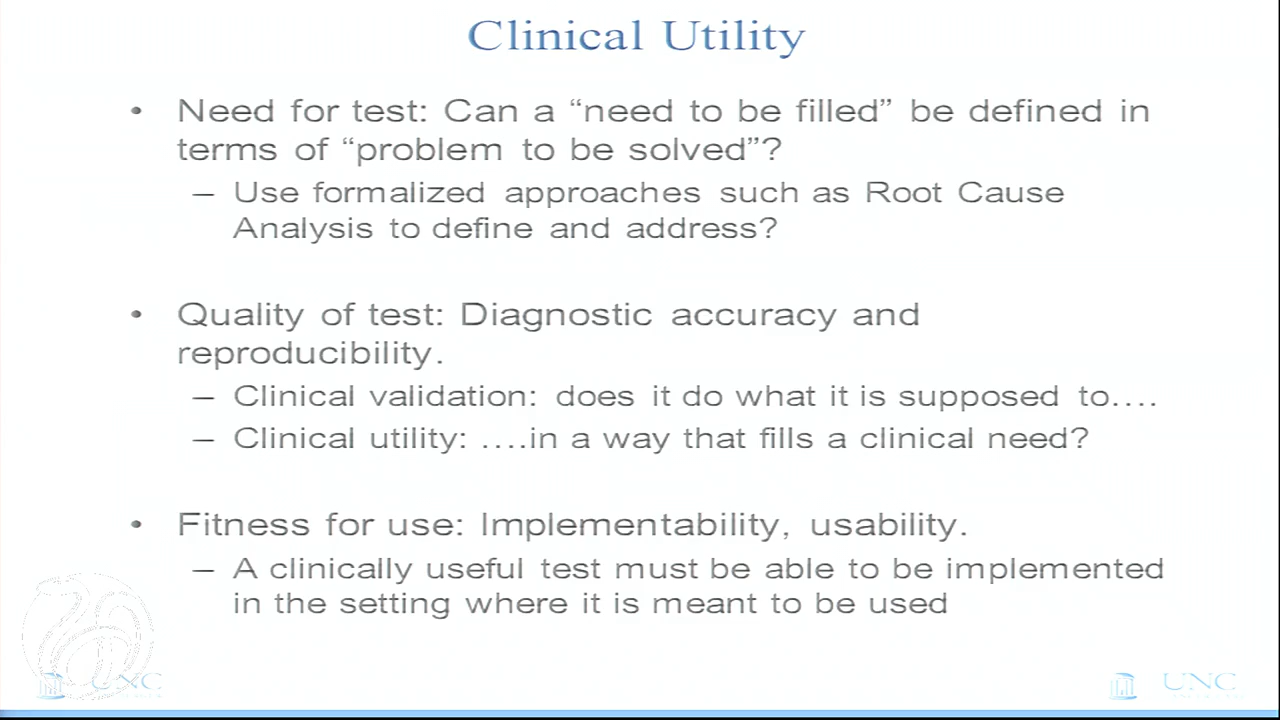 Clinical Utility
• Need for test: Can a “need to be filled” be defined in
terms of “problem to be solved”?
– Use formalized approaches such as Root Cause
Analysis to define and address?
• Quality of test: Diagnostic accuracy and
reproducibility.
– Clinical validation: does it do what it is supposed to….
– Clinical utility: ….in a way that fills a clinical need?
• Fitness for use: Implementability, usability.
– A clinically useful test must be able to be implemented
in the setting where it is meant to be used
UNC
UNC